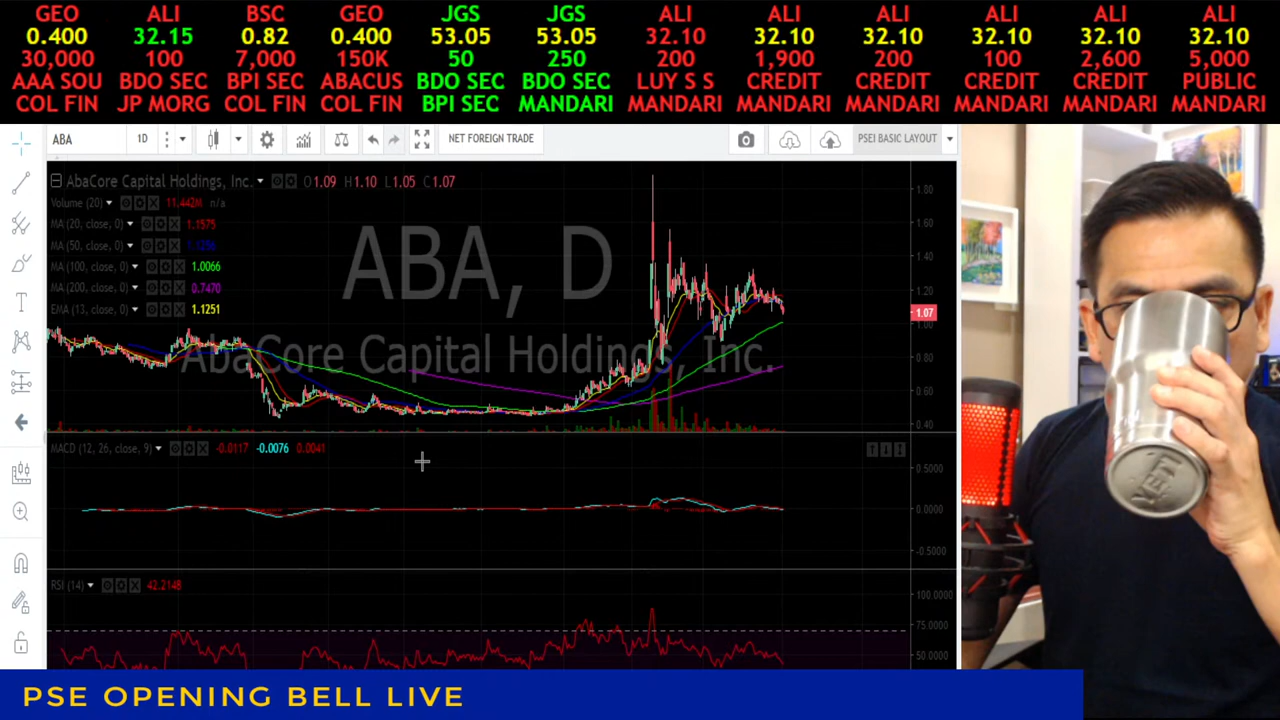 GEO ALI BSC GEO JGS JGS ALI ALI ALI ALI ALI ALI
0.400 32.15 0.82 0.400 53.05 53.05 32.10 32.10 32.10 32.10 32.10 32.10
30,000 100 7,000 150K 50 250 200 1,900 200 100 2,600 5,000
AAA SOU BDO SEC BPI SEC ABACUS BDO SEC BDO SEC LUY S S CREDIT CREDIT CREDIT CREDIT PUBLIC
COL FIN JP MORG COL FIN COL FIN BPI SEC MANDARI MANDARI MANDARI MANDARI MANDARI MANDARI MANDARI
ABA 1D NET FOREIGN TRADE PSEI BASIC LAYOUT
AbaCore Capital Holdings, Inc. O 1.09 H 1.10 L 1.05 C 1.07
Volume (20) 11.442M n/a
MA (20, close, 0) 1.1575
MA (50, close, 0)
MA (100, close, 0) 1.0066
MA (200, close, 0) 0.7470
EMA (13, close, 0) 1.1251
ABA, D
AbaCore Capital Holdings, Inc.
1.80
1.60
1.40
1.20
1.07
1.00
0.80
0.60
0.40
MACD (12, 26, close, 9) -0.0117 -0.0076 0.0041
0.5000
0.0000
-0.5000
RSI (14) 42.2148
100.0000
75.0000
50.0000
YETI
PSE OPENING BELL LIVE